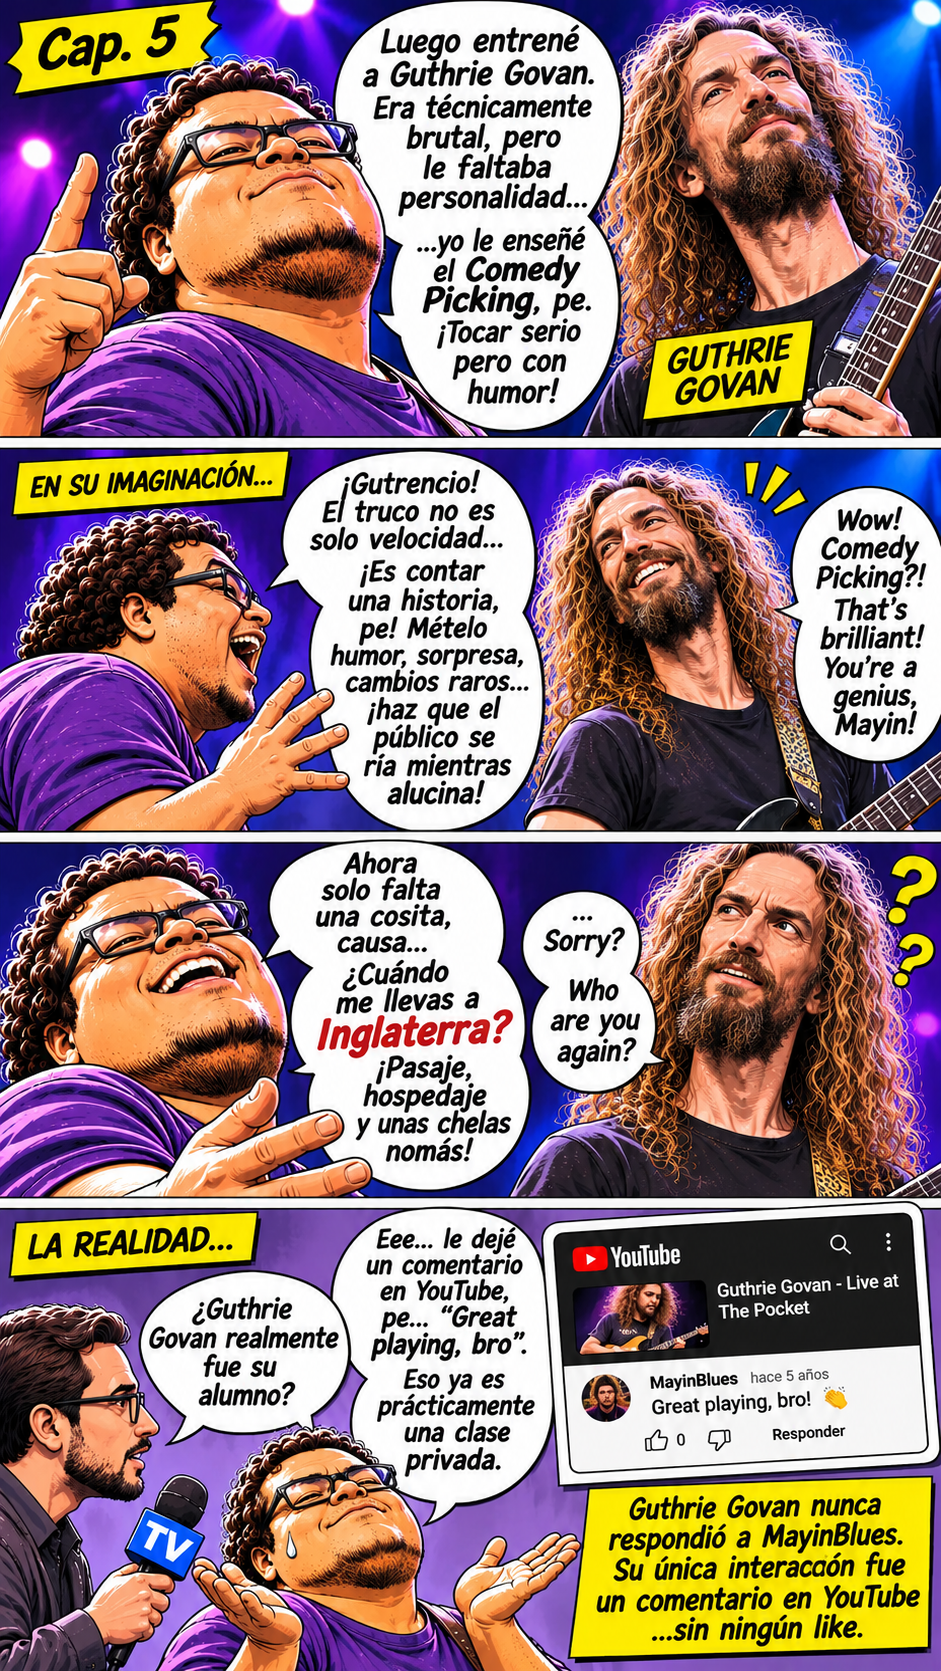 Cap. 5
Luego entrené
a Guthrie Govan.
Era técnicamente
brutal, pero
le faltaba
personalidad...
...yo le enseñé
el Comedy
Picking, pe.
¡Tocar serio
pero con
humor!
GUTHRIE
GOVAN
EN SU IMAGINACIÓN...
¡Gutrencio!
El truco no es
solo velocidad...
¡Es contar
una historia,
pe! Mételo
humor, sorpresa,
cambios raros...
¡haz que el
público se
ría mientras
alucina!
Wow!
Comedy
Picking?!
That's
brilliant!
You're a
genius,
Mayin!
Ahora
solo falta
una cosita,
causa...
¿Cuándo
me llevas a
Inglaterra?
¡Pasaje,
hospedaje
y unas chelas
nomás!
...
Sorry?
Who
are you
again?
?
?
LA REALIDAD...
¿Guthrie
Govan realmente
fue su
alumno?
TV
Eee... le dejé
un comentario
en YouTube,
pe... “Great
playing, bro”.
Eso ya es
prácticamente
una clase
privada.
YouTube
Guthrie Govan - Live at
The Pocket
MayinBlues hace 5 años
Great playing, bro! 👏
0
Responder
Guthrie Govan nunca
respondió a MayinBlues.
Su única interacción fue
un comentario en YouTube
...sin ningún like.